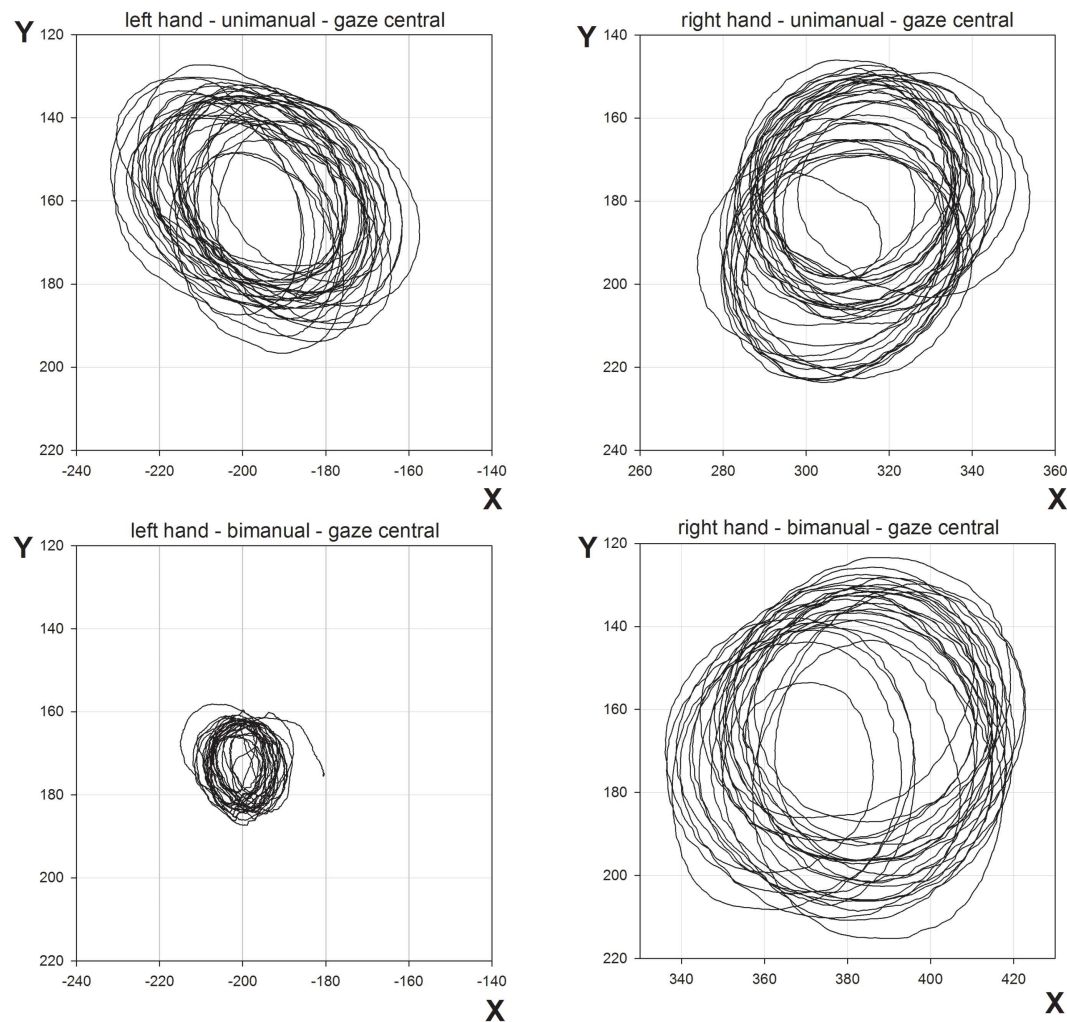 left hand - unimanual - gaze central
Y
120
140
160
180
200
220
-240 -220 -200 -180 -160 -140
X
right hand - unimanual - gaze central
Y
140
160
180
200
220
240
260 280 300 320 340 360
X
left hand - bimanual - gaze central
Y
120
140
160
180
200
220
-240 -220 -200 -180 -160 -140
X
right hand - bimanual - gaze central
Y
120
140
160
180
200
220
340 360 380 400 420
X